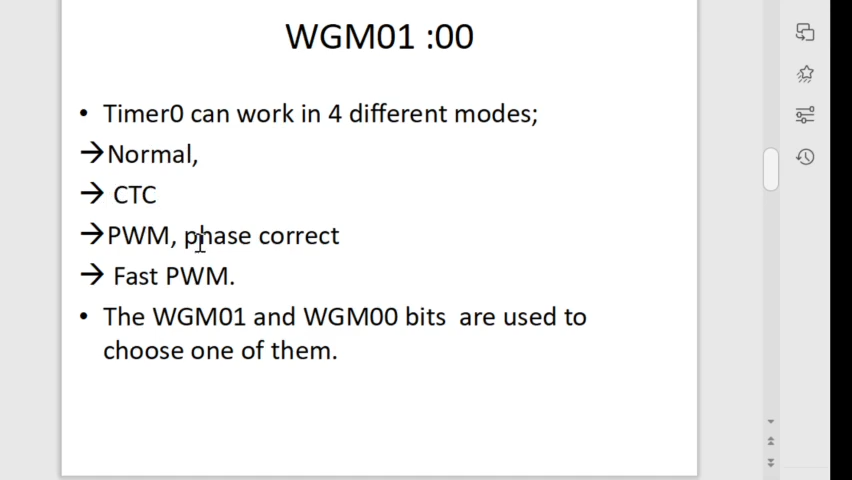 WGM01 :00
• Timer0 can work in 4 different modes;
→Normal,
→ CTC
→PWM, phase correct
→ Fast PWM.
• The WGM01 and WGM00 bits  are used to
choose one of them.